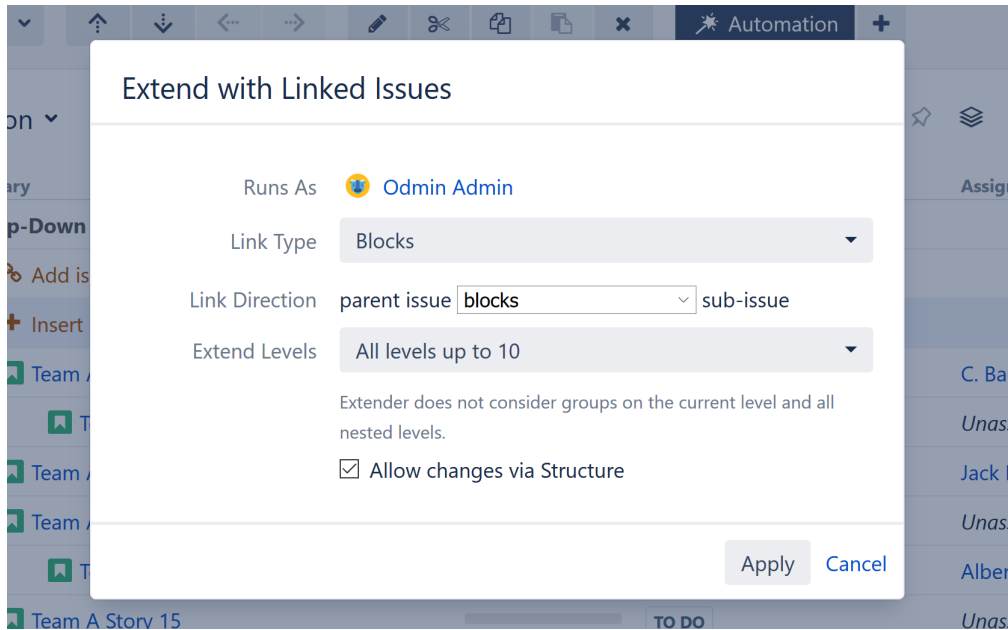 Automation
Extend with Linked Issues
on
Runs As Odmin Admin
ary
Assig
p-Down
Link Type Blocks
Add is
Link Direction parent issue blocks sub-issue
Insert
Extend Levels All levels up to 10
Team A
C. Ba
Extender does not consider groups on the current level and all
nested levels.
T
Unas
Allow changes via Structure
Team A
Jack
Team A
Unas
Apply Cancel
T
Alber
Team A Story 15
TO DO
Unas